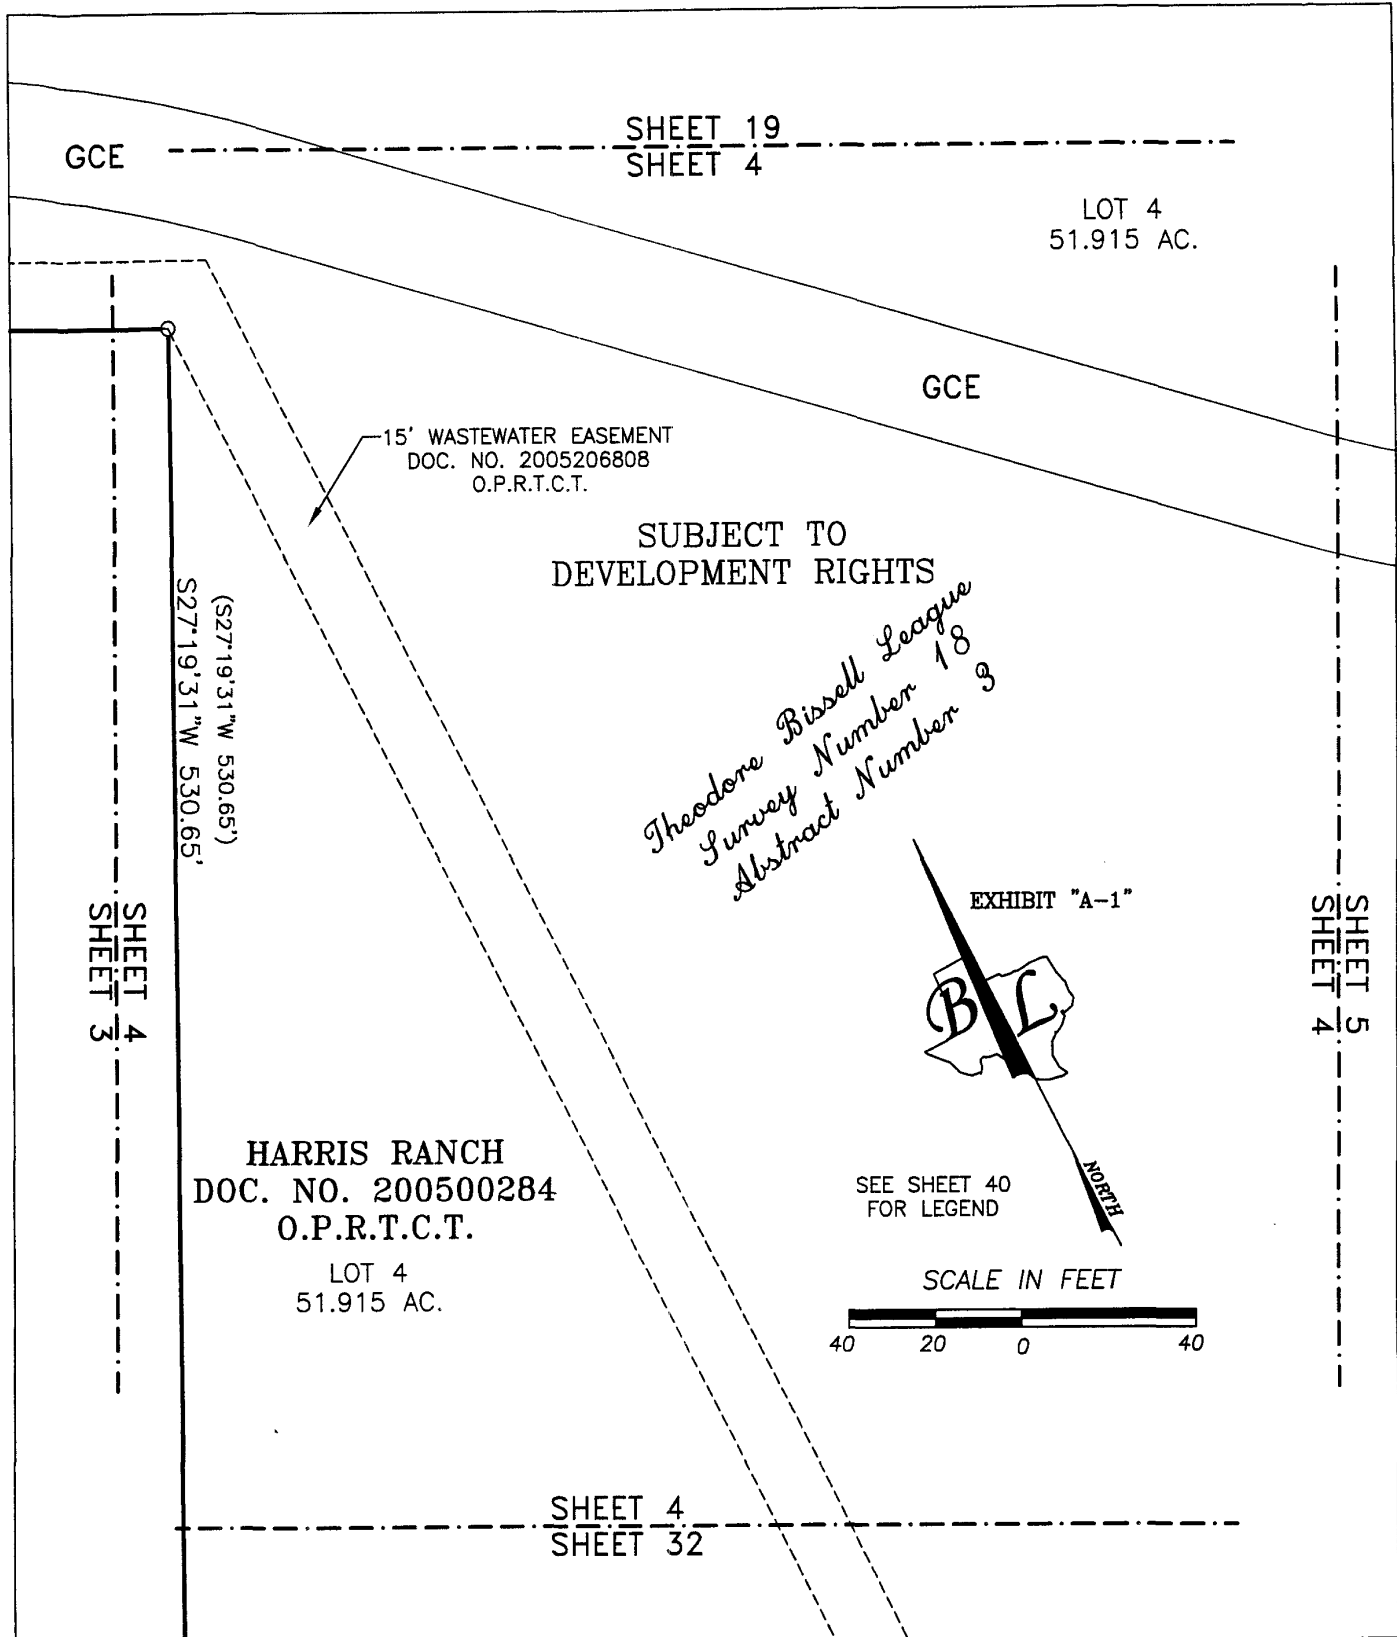 SHEET 19
SHEET 4
GCE
LOT 4
51.915 AC.
GCE
15' WASTEWATER EASEMENT
DOC. NO. 2005206808
O.P.R.T.C.T.
SUBJECT TO
DEVELOPMENT RIGHTS
(S27°19'31"W 530.65')
S27°19'31"W 530.65'
Theodore Bissell League
Survey Number 18
Abstract Number 3
EXHIBIT "A-1"
B L
SHEET 4
SHEET 3
SHEET 5
SHEET 4
HARRIS RANCH
DOC. NO. 200500284
O.P.R.T.C.T.
LOT 4
51.915 AC.
SEE SHEET 40
FOR LEGEND
NORTH
SCALE IN FEET
40 20 0 40
SHEET 4
SHEET 32